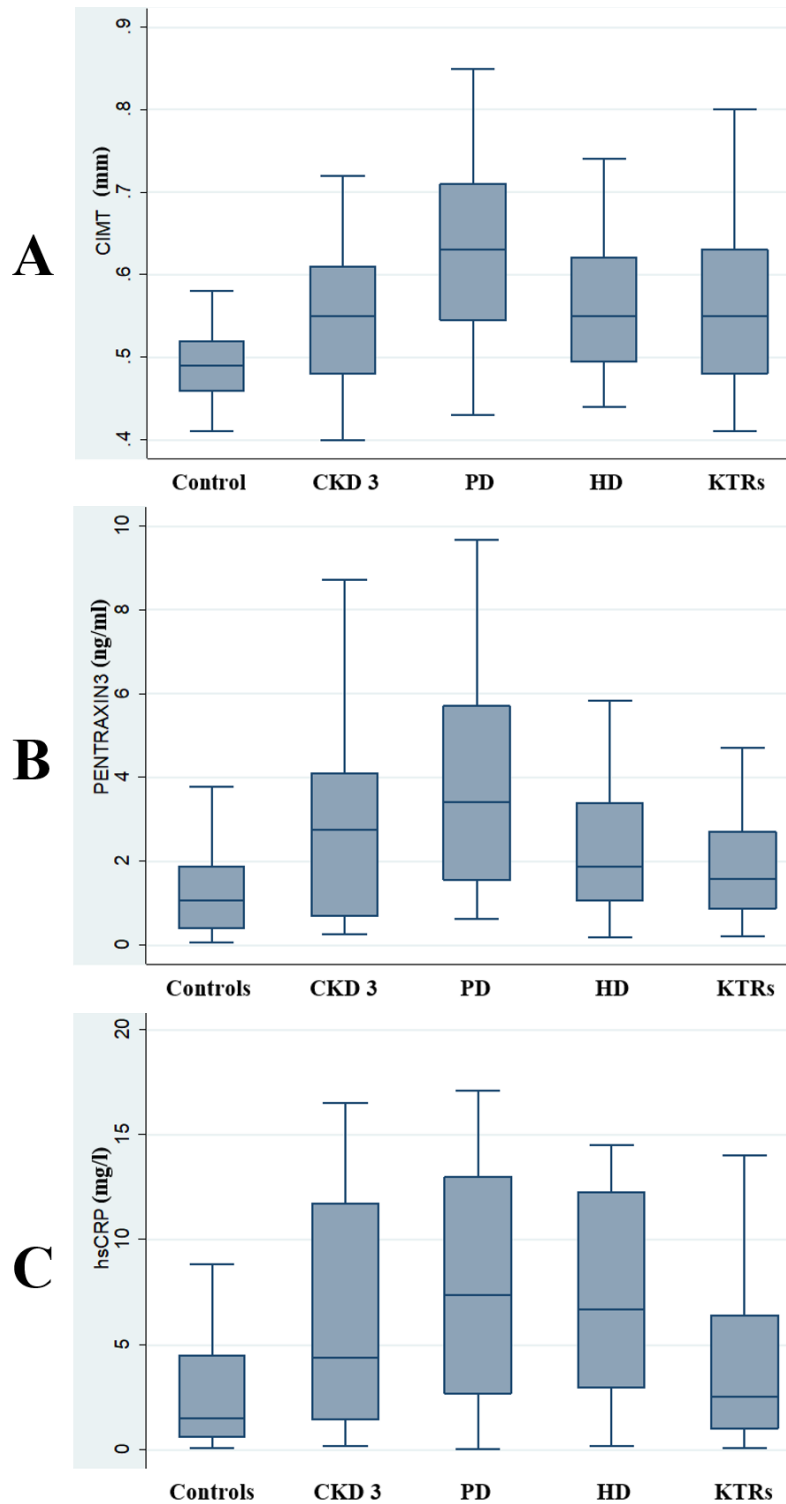 A
CIMT (mm)
.9
.8
.7
.6
.5
.4
Control CKD 3 PD HD KTRs
B
PENTRAXIN3 (ng/ml)
10
8
6
4
2
0
Controls CKD 3 PD HD KTRs
C
hsCRP (mg/l)
20
15
10
5
0
Controls CKD 3 PD HD KTRs